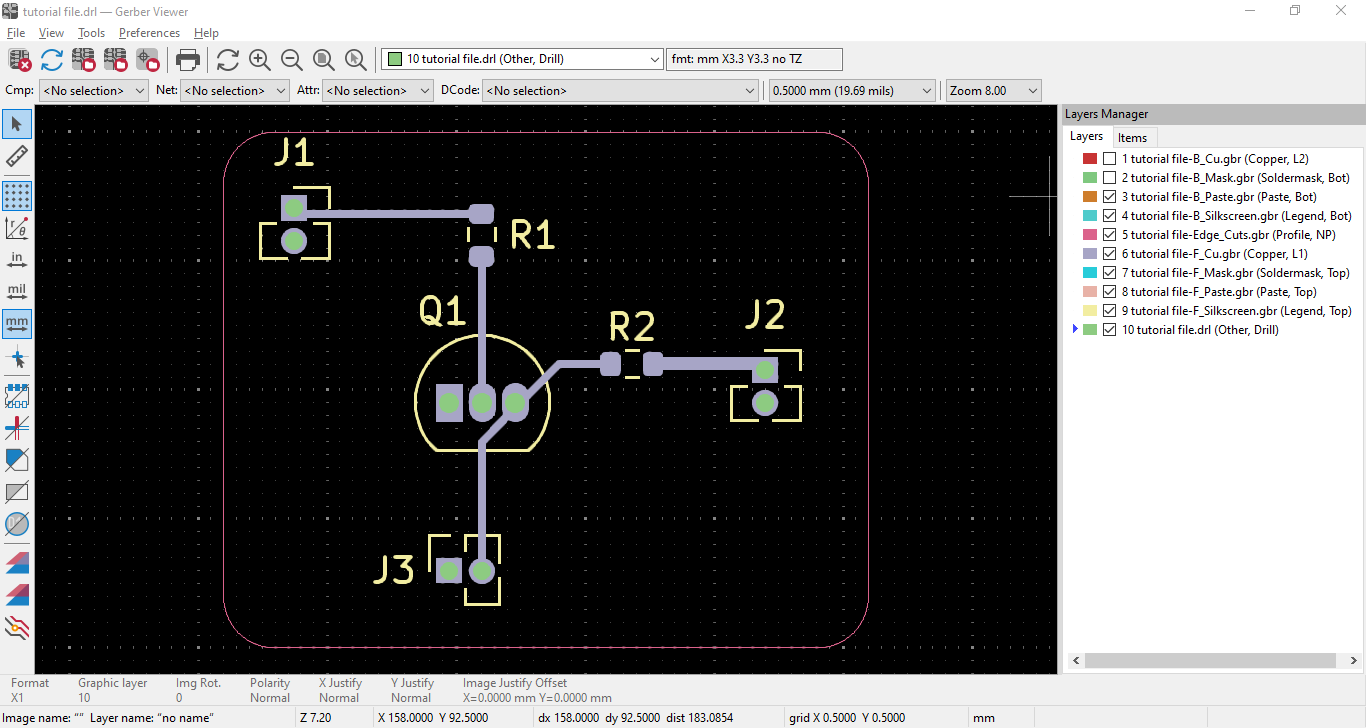 tutorial file.drl — Gerber Viewer
File View Tools Preferences Help
10 tutorial file.drl (Other, Drill) fmt: mm X3.3 Y3.3 no TZ
Cmp: <No selection> Net: <No selection> Attr: <No selection> DCode: <No selection> 0.5000 mm (19.69 mils) Zoom 8.00
in
mil
mm
J1
R1
Q1
R2
J2
J3
Layers Manager
Layers Items
1 tutorial file-B_Cu.gbr (Copper, L2)
2 tutorial file-B_Mask.gbr (Soldermask, Bot)
3 tutorial file-B_Paste.gbr (Paste, Bot)
4 tutorial file-B_Silkscreen.gbr (Legend, Bot)
5 tutorial file-Edge_Cuts.gbr (Profile, NP)
6 tutorial file-F_Cu.gbr (Copper, L1)
7 tutorial file-F_Mask.gbr (Soldermask, Top)
8 tutorial file-F_Paste.gbr (Paste, Top)
9 tutorial file-F_Silkscreen.gbr (Legend, Top)
10 tutorial file.drl (Other, Drill)
Format Graphic layer Img Rot. Polarity X Justify Y Justify Image Justify Offset
X1 10 0 Normal Normal Normal X=0.0000 mm Y=0.0000 mm
Image name: “” Layer name: “no name” Z 7.20 X 158.0000 Y 92.5000 dx 158.0000 dy 92.5000 dist 183.0854 grid X 0.5000 Y 0.5000 mm